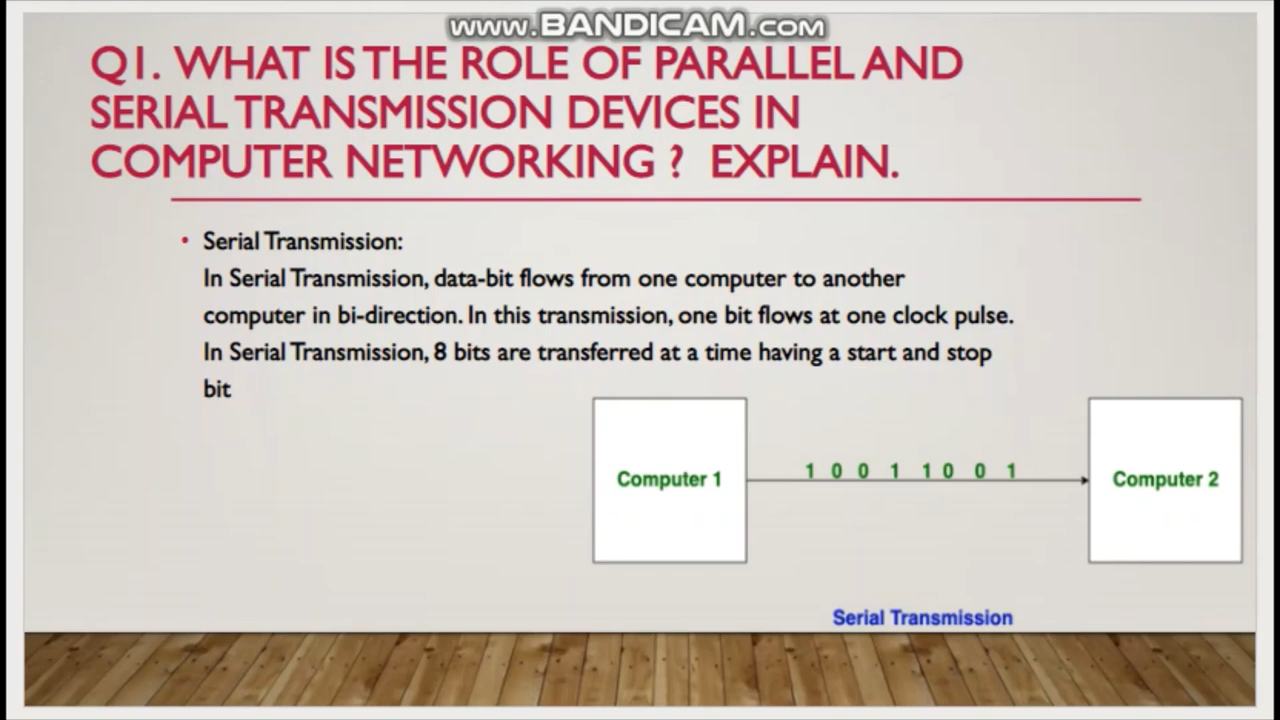 www.BANDICAM.com
Q1. WHAT IS THE ROLE OF PARALLEL AND
SERIAL TRANSMISSION DEVICES IN
COMPUTER NETWORKING ? EXPLAIN.
• Serial Transmission:
In Serial Transmission, data-bit flows from one computer to another
computer in bi-direction. In this transmission, one bit flows at one clock pulse.
In Serial Transmission, 8 bits are transferred at a time having a start and stop
bit
Computer 1
1 0 0 1 1 0 0 1
Computer 2
Serial Transmission